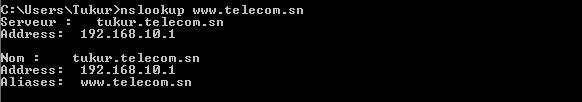 C:\Users\Tukur>nslookup www.telecom.sn
Serveur :   tukur.telecom.sn
Address:  192.168.10.1
Nom :    tukur.telecom.sn
Address:  192.168.10.1
Aliases:  www.telecom.sn